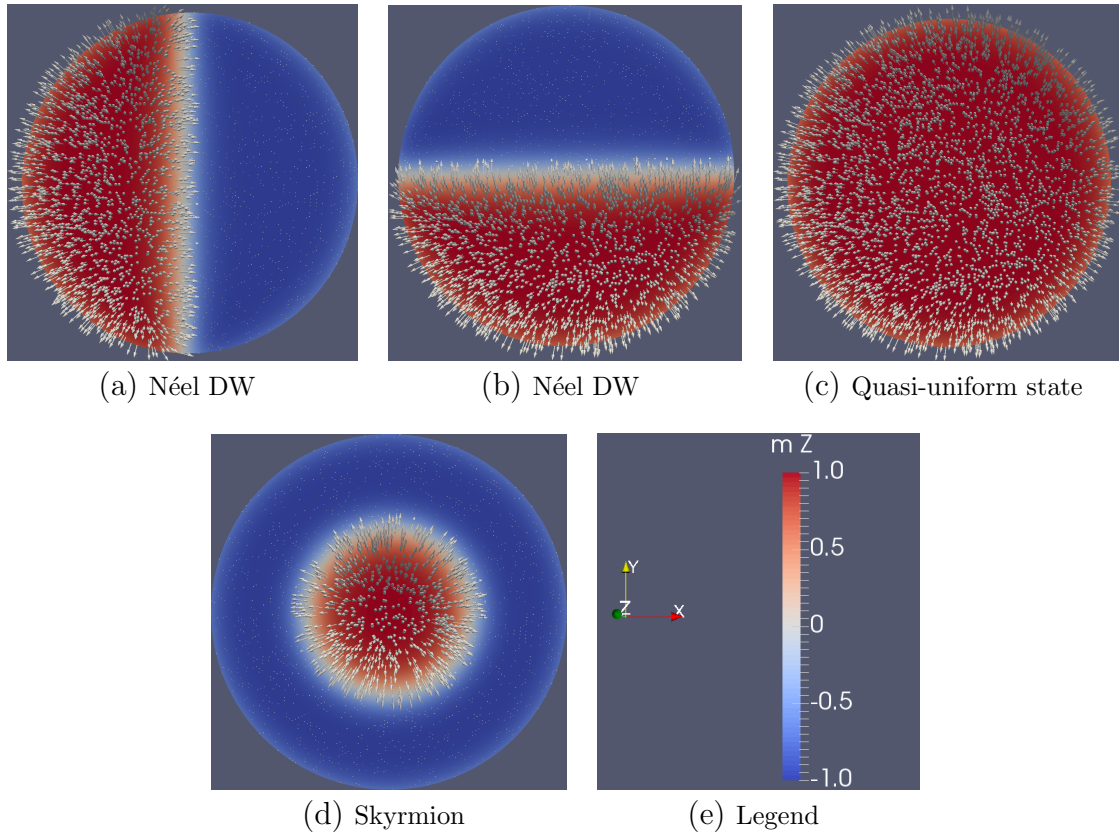 (a) Néel DW
(b) Néel DW
(c) Quasi-uniform state
m Z
1.0
0.5
0
-0.5
-1.0
Y
Z
X
(d) Skyrmion
(e) Legend